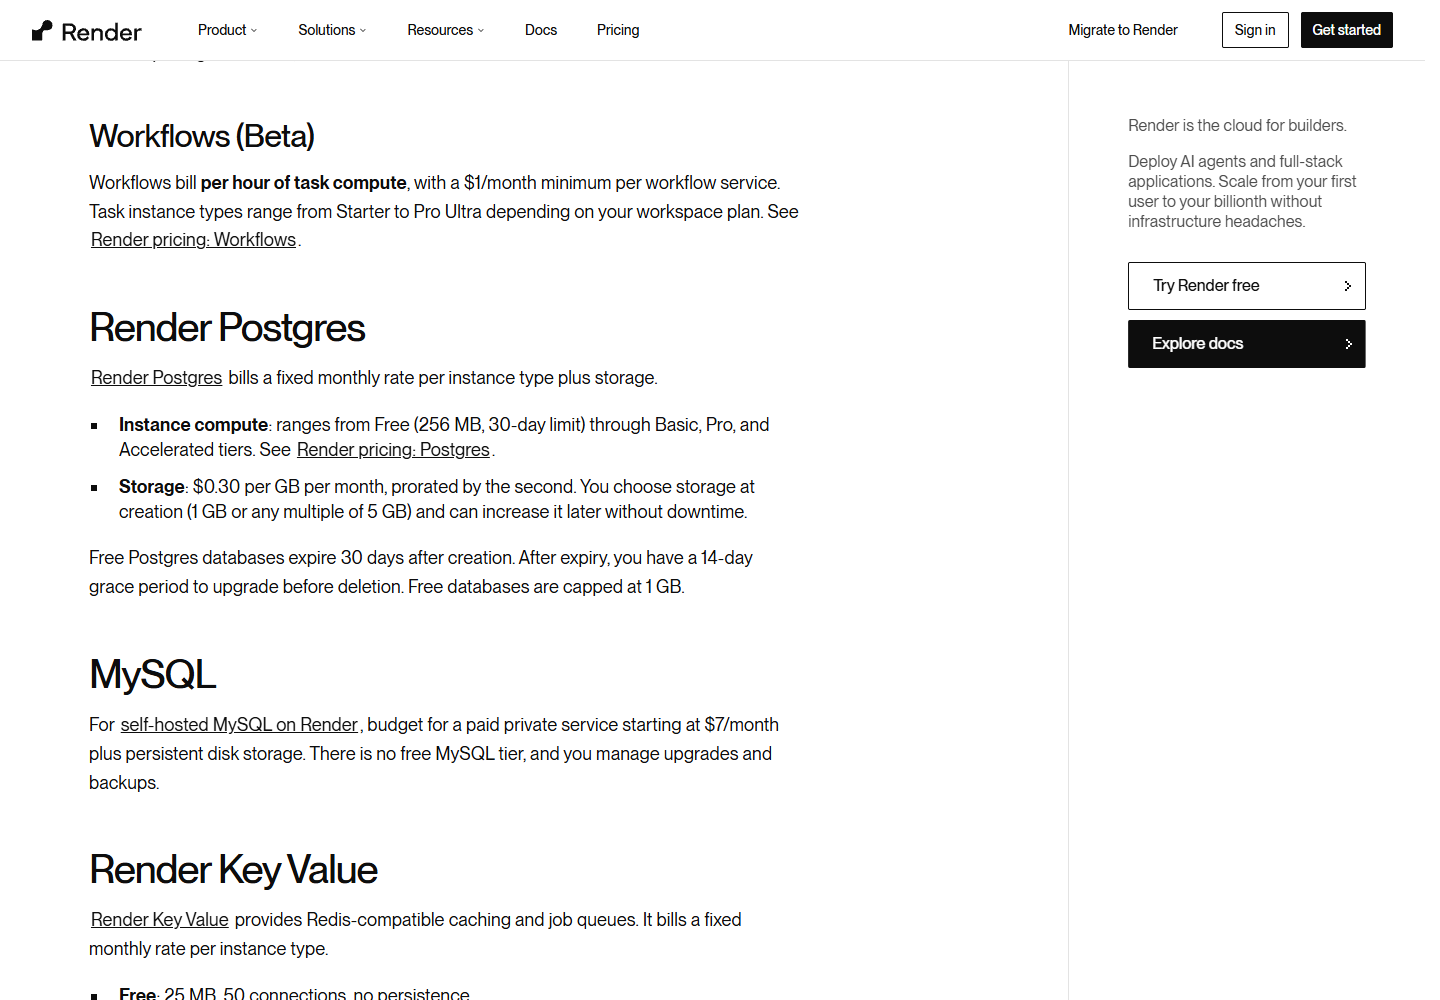 Render
Product
Solutions
Resources
Docs
Pricing
Migrate to Render
Sign in
Get started
Workflows (Beta)
Workflows bill per hour of task compute, with a $1/month minimum per workflow service.
Task instance types range from Starter to Pro Ultra depending on your workspace plan. See
Render pricing: Workflows.
Render Postgres
Render Postgres bills a fixed monthly rate per instance type plus storage.
Instance compute: ranges from Free (256 MB, 30-day limit) through Basic, Pro, and
Accelerated tiers. See Render pricing: Postgres.
Storage: $0.30 per GB per month, prorated by the second. You choose storage at
creation (1 GB or any multiple of 5 GB) and can increase it later without downtime.
Free Postgres databases expire 30 days after creation. After expiry, you have a 14-day
grace period to upgrade before deletion. Free databases are capped at 1 GB.
MySQL
For self-hosted MySQL on Render, budget for a paid private service starting at $7/month
plus persistent disk storage. There is no free MySQL tier, and you manage upgrades and
backups.
Render Key Value
Render Key Value provides Redis-compatible caching and job queues. It bills a fixed
monthly rate per instance type.
Free: 25 MB, 50 connections, no persistence
Render is the cloud for builders.
Deploy AI agents and full-stack
applications. Scale from your first
user to your billionth without
infrastructure headaches.
Try Render free
Explore docs